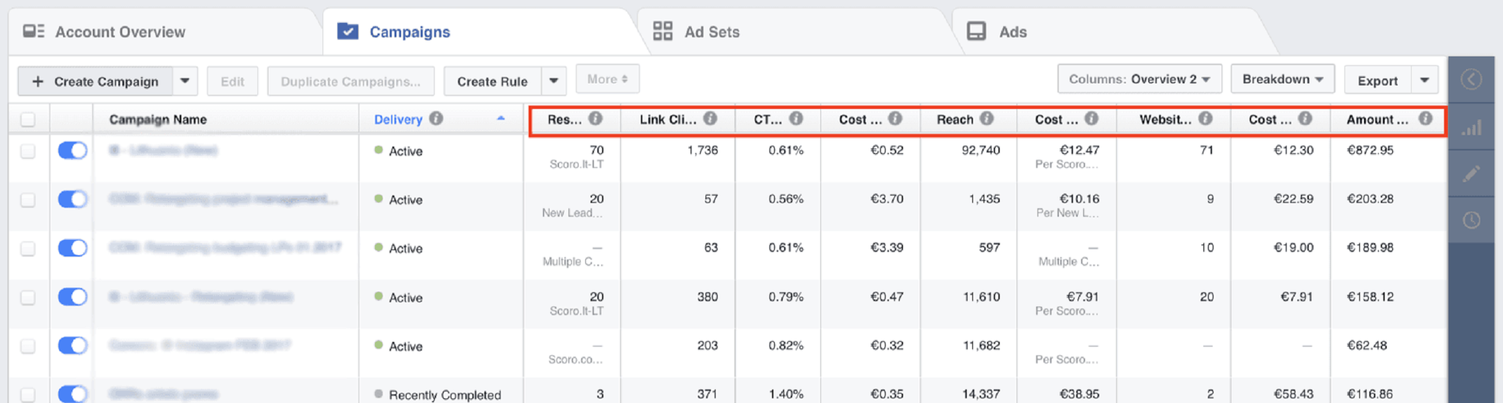 Account Overview Campaigns Ad Sets Ads
+ Create Campaign Edit Duplicate Campaigns... Create Rule More Columns: Overview 2 Breakdown Export
Campaign Name Delivery Res... Link Cli... CT... Cost ... Reach Cost ... Websit... Cost ... Amount ...
Active 70 1,736 0.61% €0.52 92,740 €12.47 71 €12.30 €872.95
Scoro.lt-LT Per Scoro....
Active 20 57 0.56% €3.70 1,435 €10.16 9 €22.59 €203.28
New Lead... Per New L...
Active — 63 0.61% €3.39 597 — 10 €19.00 €189.98
Multiple C... Multiple C...
Active 20 380 0.79% €0.47 11,610 €7.91 20 €7.91 €158.12
Scoro.lt-LT Per Scoro....
Active — 203 0.82% €0.32 11,682 — — — €62.48
Scoro.co... Per Scoro....
Recently Completed 3 371 1.40% €0.35 14,337 €38.95 2 €58.43 €116.86